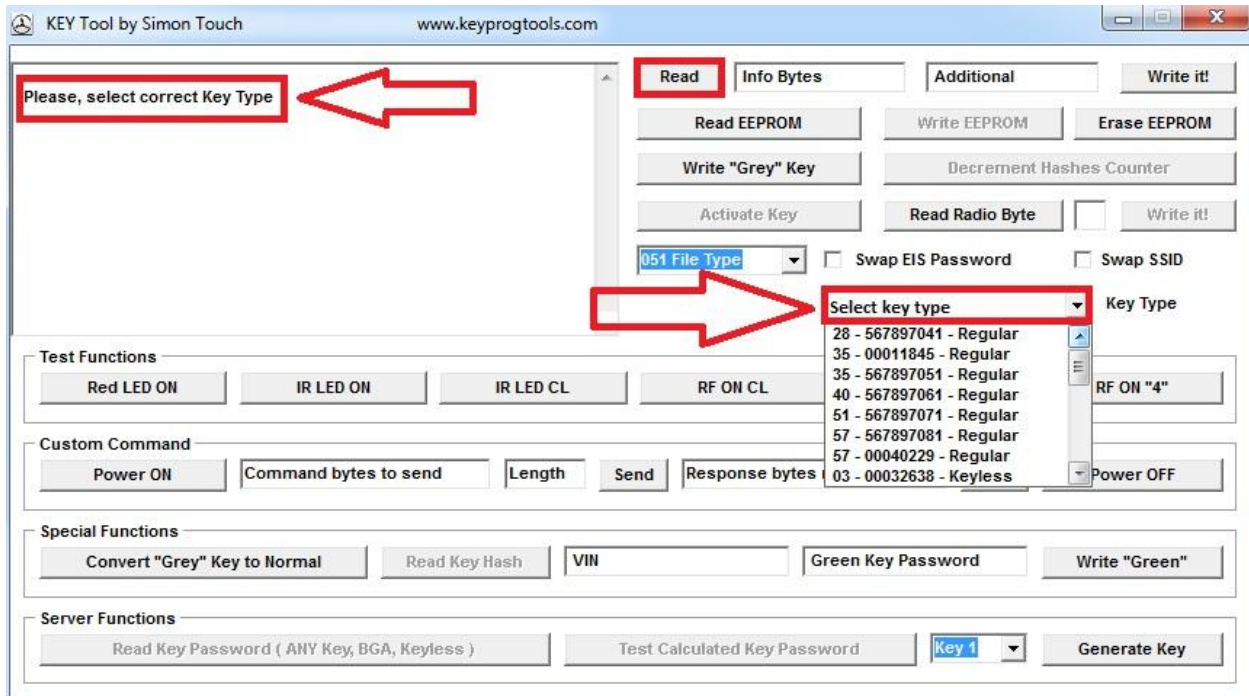 KEY Tool by Simon Touch www.keyprogtools.com
Please, select correct Key Type
Read Info Bytes Additional Write it!
Read EEPROM Write EEPROM Erase EEPROM
Write "Grey" Key Decrement Hashes Counter
Activate Key Read Radio Byte Write it!
051 File Type Swap EIS Password Swap SSID
Select key type Key Type
28 - 567897041 - Regular
35 - 00011845 - Regular
35 - 567897051 - Regular
40 - 567897061 - Regular
51 - 567897071 - Regular
57 - 567897081 - Regular
57 - 00040229 - Regular
03 - 00032638 - Keyless
Test Functions
Red LED ON IR LED ON IR LED CL RF ON CL RF ON "4"
Custom Command
Power ON Command bytes to send Length Send Response bytes Power OFF
Special Functions
Convert "Grey" Key to Normal Read Key Hash VIN Green Key Password Write "Green"
Server Functions
Read Key Password ( ANY Key, BGA, Keyless ) Test Calculated Key Password Key 1 Generate Key